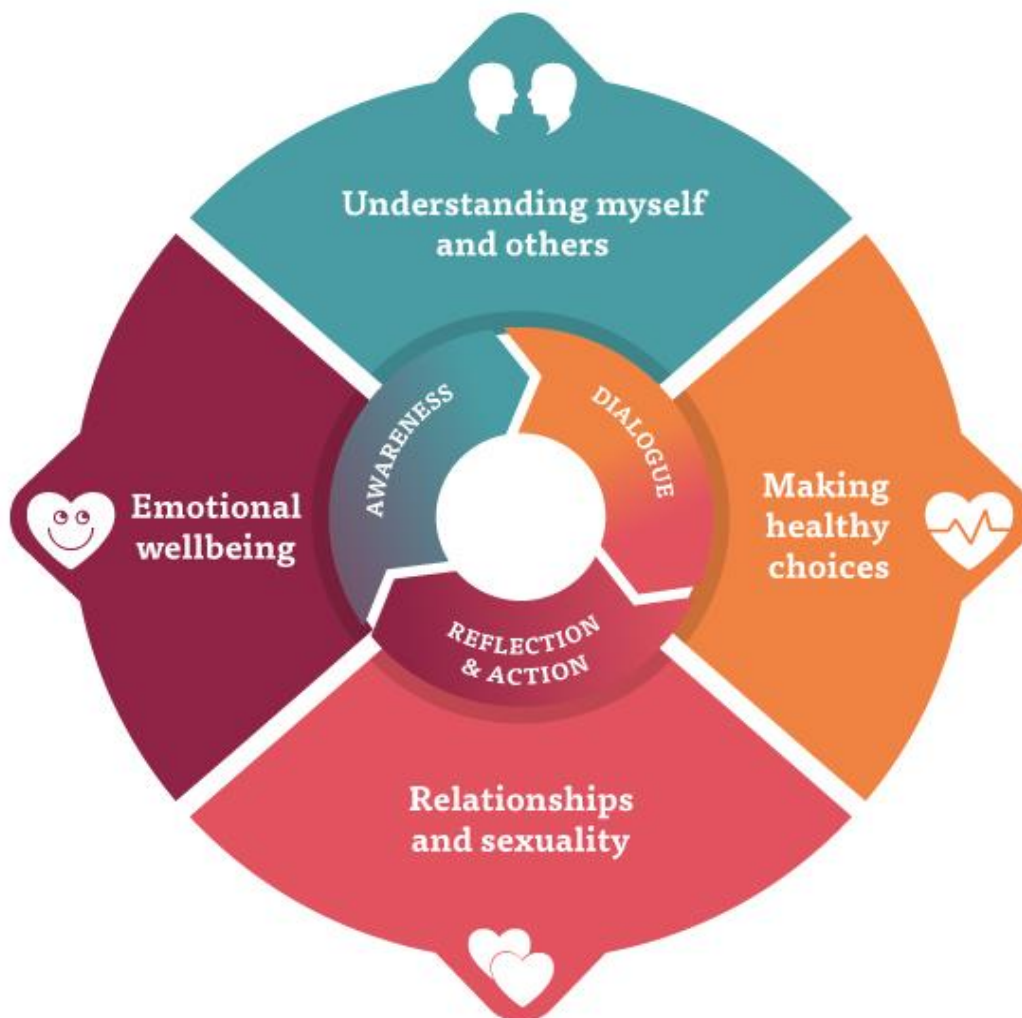 Understanding myself
and others
AWARENESS
DIALOGUE
Emotional
wellbeing
Making
healthy
choices
REFLECTION
& ACTION
Relationships
and sexuality